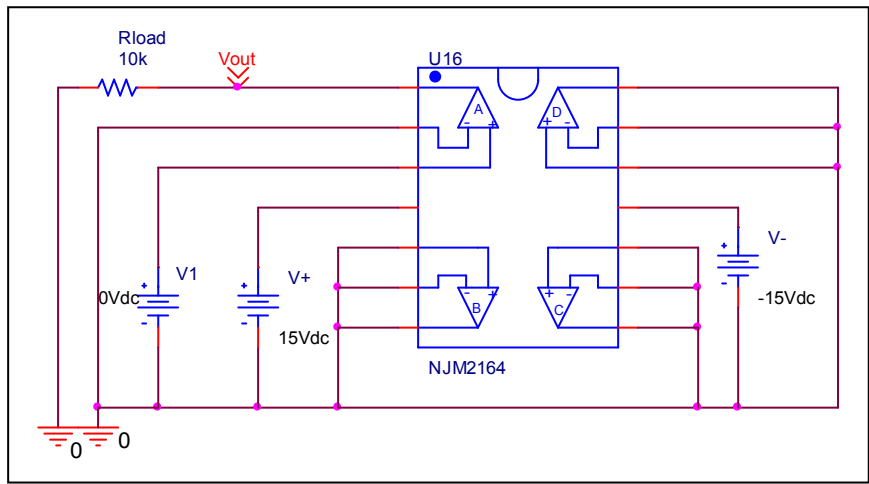 Rload
10k
Vout
U16
A
D
- +
+ -
V1
0Vdc
+
-
V+
15Vdc
+
-
V-
-15Vdc
+
-
- +
+ -
B
C
NJM2164
0
0